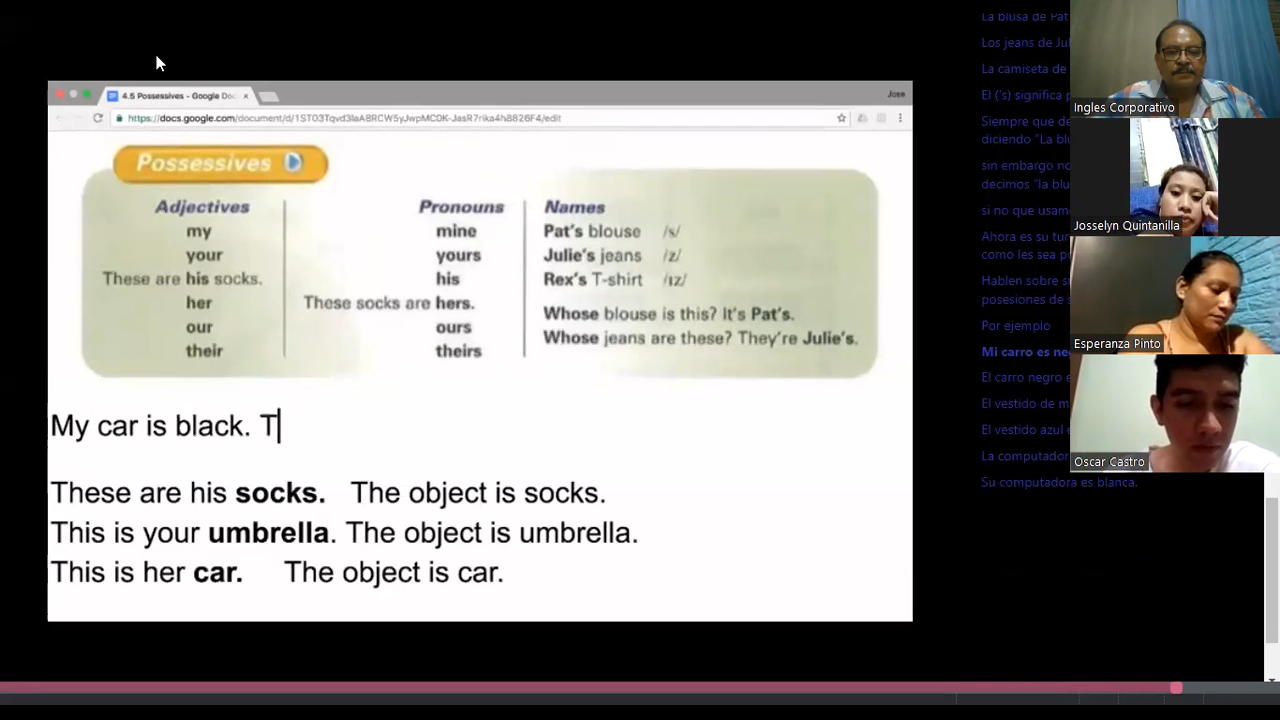 4.5 Possessives - Google Doc
Jose
https://docs.google.com/document/d/1ST03Tqvd3laA8RCW5yJwpMC0K-JasR7rika4h8826F4/edit
Possessives
Adjectives
my
your
These are his socks.
her
our
their
Pronouns
mine
yours
his
These socks are hers.
ours
theirs
Names
Pat's blouse /s/
Julie's jeans /z/
Rex's T-shirt /ɪz/
Whose blouse is this? It's Pat's.
Whose jeans are these? They're Julie's.
My car is black. T
These are his socks. The object is socks.
This is your umbrella. The object is umbrella.
This is her car. The object is car.
La blusa de Pat
Los jeans de Jul
La camiseta de
El ('s) significa p
Siempre que de
diciendo “La blu
sin embargo no
decimos “la blu
si no que usam
Ahora es su tur
como les sea p
Hablen sobre su
posesiones de s
Por ejemplo
Mi carro es neg
El carro negro e
El vestido de m
El vestido azul e
La computadora
Su computadora es blanca.
Ingles Corporativo
Josselyn Quintanilla
Esperanza Pinto
Oscar Castro